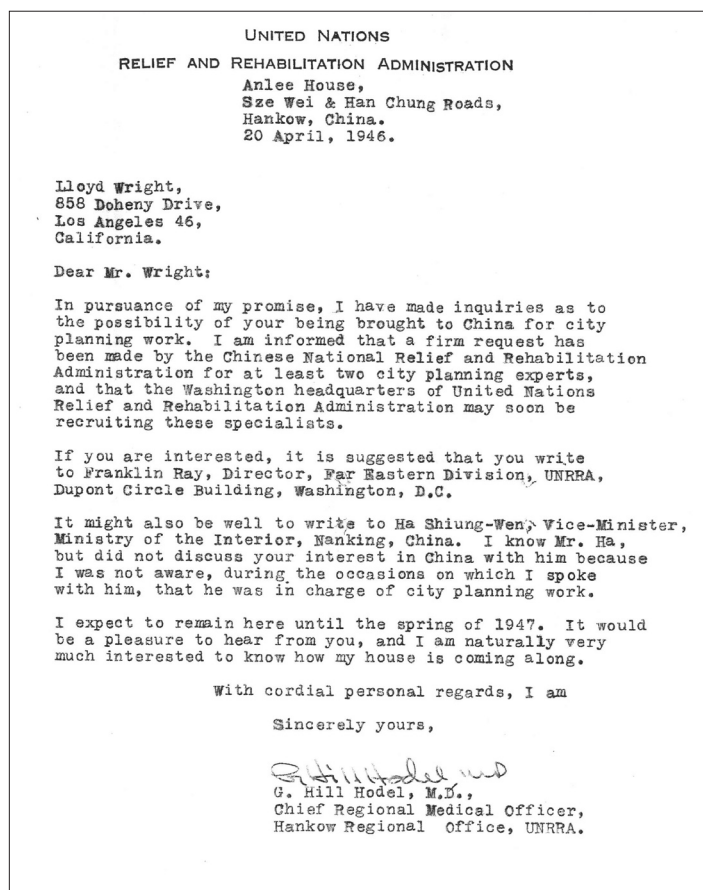 UNITED NATIONS
RELIEF AND REHABILITATION ADMINISTRATION
Anlee House,
Sze Wei & Han Chung Roads,
Hankow, China.
20 April, 1946.
Lloyd Wright,
858 Doheny Drive,
Los Angeles 46,
California.
Dear Mr. Wright:
In pursuance of my promise, I have made inquiries as to
the possibility of your being brought to China for city
planning work. I am informed that a firm request has
been made by the Chinese National Relief and Rehabilitation
Administration for at least two city planning experts,
and that the Washington headquarters of United Nations
Relief and Rehabilitation Administration may soon be
recruiting these specialists.
If you are interested, it is suggested that you write
to Franklin Ray, Director, Far Eastern Division, UNRRA,
Dupont Circle Building, Washington, D.C.
It might also be well to write to Ha Shiung-Wen, Vice-Minister,
Ministry of the Interior, Nanking, China. I know Mr. Ha,
but did not discuss your interest in China with him because
I was not aware, during the occasions on which I spoke
with him, that he was in charge of city planning work.
I expect to remain here until the spring of 1947. It would
be a pleasure to hear from you, and I am naturally very
much interested to know how my house is coming along.
With cordial personal regards, I am
Sincerely yours,
G. Hill Hodel MD
G. Hill Hodel, M.D.,
Chief Regional Medical Officer,
Hankow Regional Office, UNRRA.